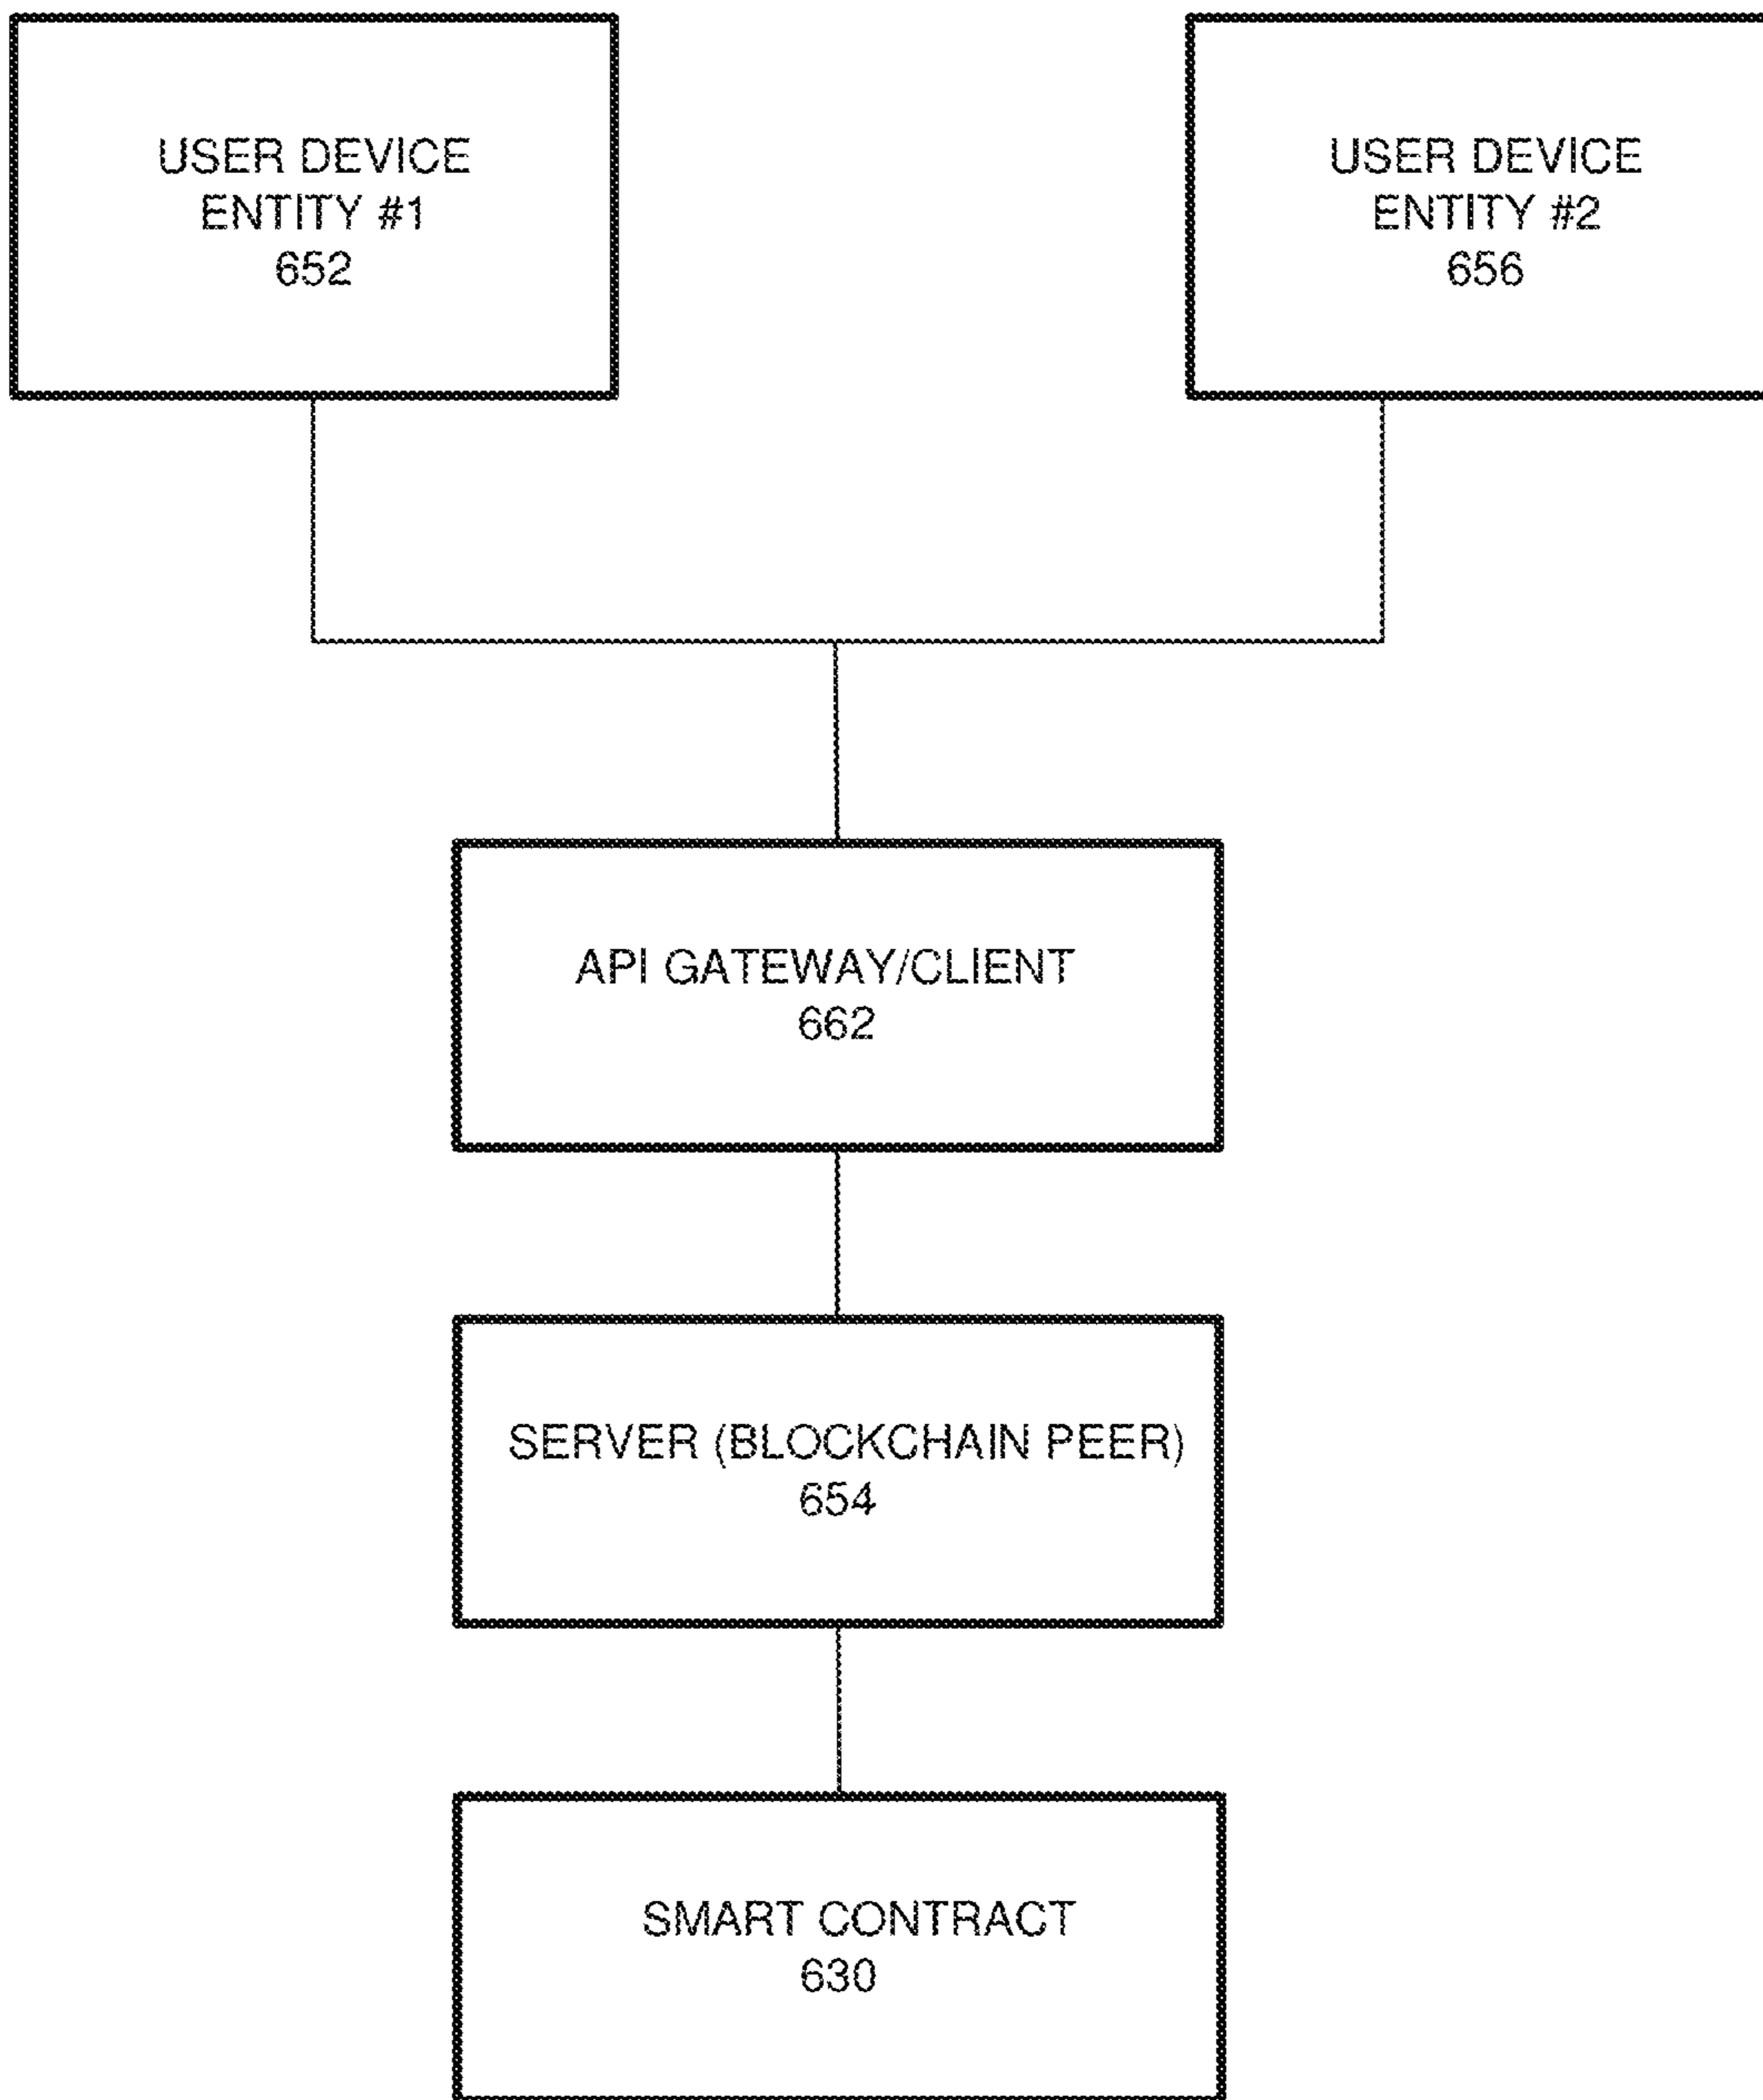 USER DEVICE
ENTITY #1
652
USER DEVICE
ENTITY #2
656
API GATEWAY/CLIENT
662
SERVER (BLOCKCHAIN PEER)
654
SMART CONTRACT
630